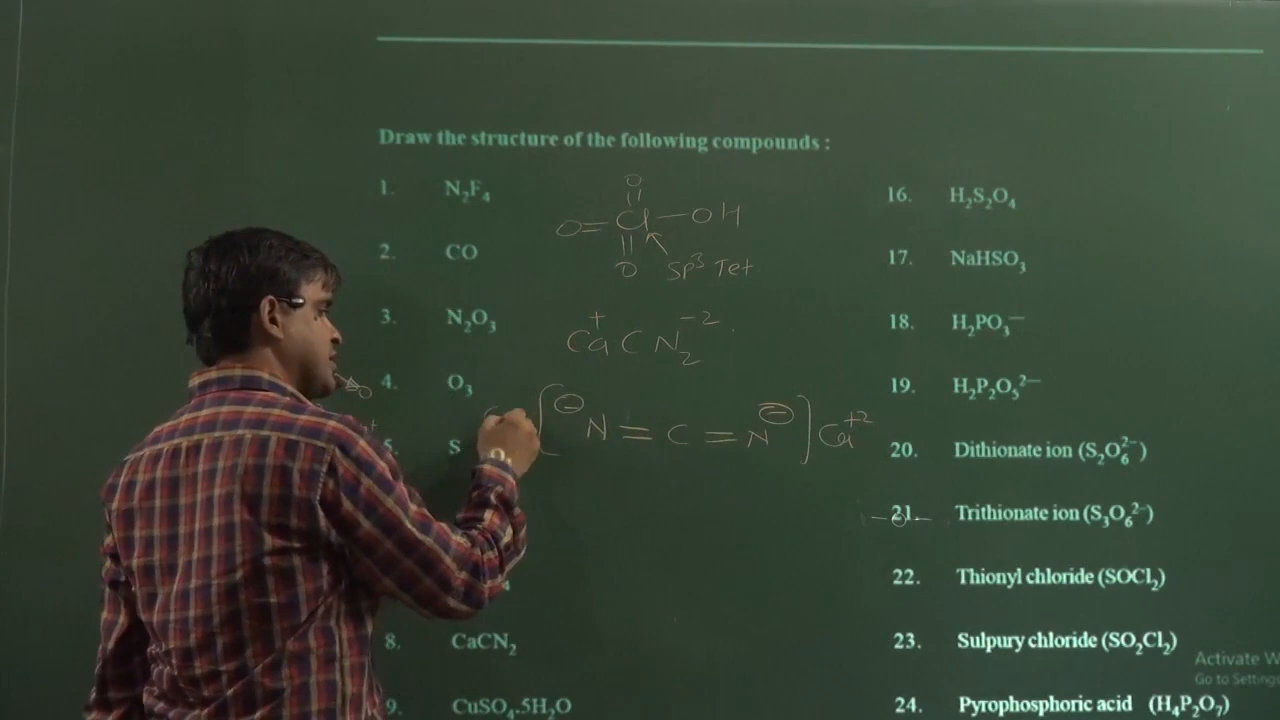 Draw the structure of the following compounds :
1. N₂F₄
2. CO
3. N₂O₃
4. O₃
5. S
8. CaCN₂
9. CuSO₄.5H₂O
O
||
O=Cl—OH
||
O Sp³ Tet
Ca⁺CN₂⁻²
[⊖N=C=N⊖]Ca⁺²
16. H₂S₂O₄
17. NaHSO₃
18. H₂PO₃⁻
19. H₂P₂O₅²⁻
20. Dithionate ion (S₂O₆²⁻)
21. Trithionate ion (S₃O₆²⁻)
22. Thionyl chloride (SOCl₂)
23. Sulpury chloride (SO₂Cl₂)
24. Pyrophosphoric acid (H₄P₂O₇)
Activate W
Go to Settings